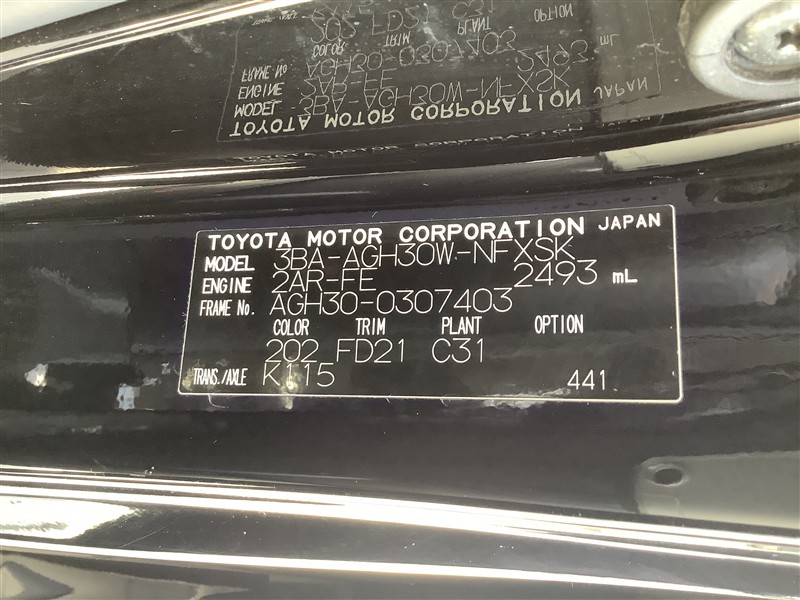 TOYOTA MOTOR CORPORATION JAPAN
MODEL 3BA-AGH30W-NFXSK
ENGINE 2AR-FE 2493 mL
FRAME No. AGH30-0307403
COLOR TRIM PLANT OPTION
202 FD21 C31
TRANS./AXLE K115 441